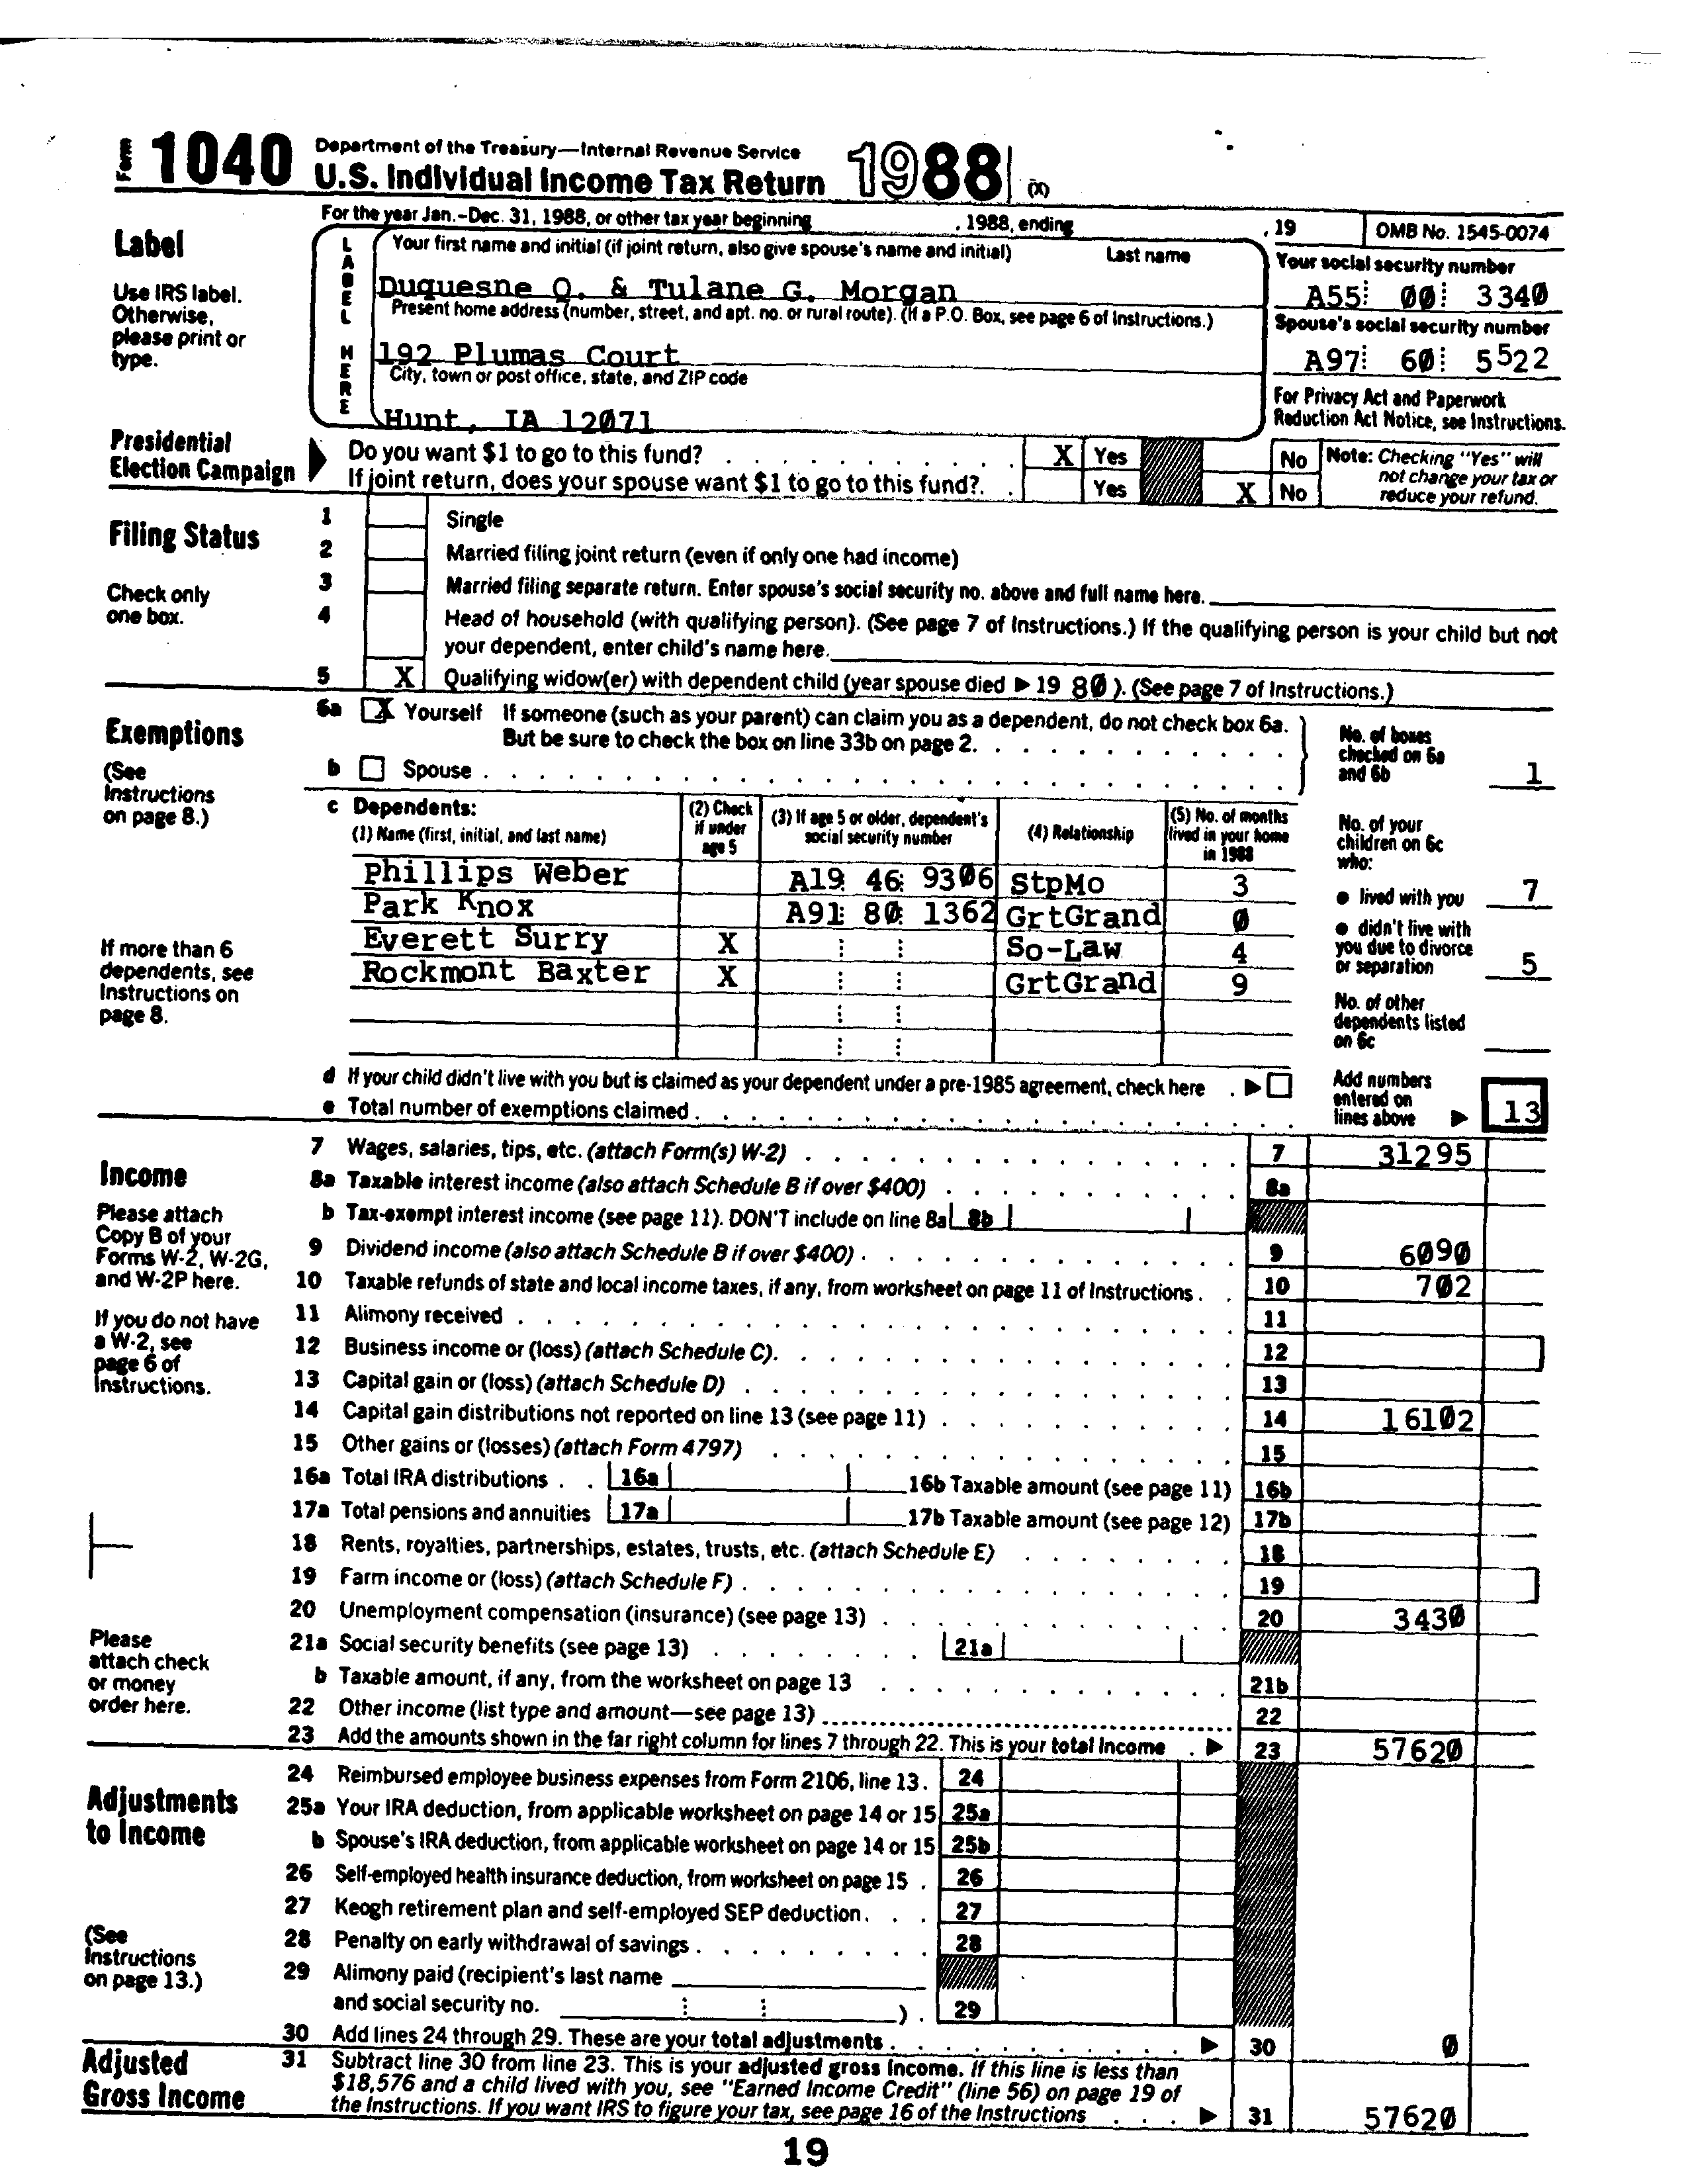 Form 1040 Department of the Treasury—Internal Revenue Service
U.S. Individual Income Tax Return 1988 (X)
For the year Jan.–Dec. 31, 1988, or other tax year beginning , 1988, ending , 19 OMB No. 1545-0074
Label
Use IRS label. Otherwise, please print or type.
LABEL HERE
Your first name and initial (if joint return, also give spouse's name and initial) Last name
Duquesne Q. & Tulane G. Morgan
Your social security number
A55 00 3340
Present home address (number, street, and apt. no. or rural route). (If a P.O. Box, see page 6 of Instructions.)
192 Plumas Court
Spouse's social security number
A97 60 5522
City, town or post office, state, and ZIP code
Hunt, IA 12071
For Privacy Act and Paperwork Reduction Act Notice, see Instructions.
Presidential Election Campaign
Do you want $1 to go to this fund? X Yes No
If joint return, does your spouse want $1 to go to this fund? Yes X No
Note: Checking "Yes" will not change your tax or reduce your refund.
Filing Status
Check only one box.
1 Single
2 Married filing joint return (even if only one had income)
3 Married filing separate return. Enter spouse's social security no. above and full name here.
4 Head of household (with qualifying person). (See page 7 of Instructions.) If the qualifying person is your child but not
your dependent, enter child's name here.
5 X Qualifying widow(er) with dependent child (year spouse died ▶ 19 80 ). (See page 7 of Instructions.)
Exemptions
(See Instructions on page 8.)
6a X Yourself If someone (such as your parent) can claim you as a dependent, do not check box 6a.
But be sure to check the box on line 33b on page 2.
b Spouse
No. of boxes checked on 6a and 6b 1
c Dependents:
(1) Name (first, initial, and last name) (2) Check if under age 5 (3) If age 5 or older, dependent's social security number (4) Relationship (5) No. of months lived in your home in 1988
Phillips Weber A19 46 9306 StpMo 3
Park Knox A91 80 1362 GrtGrand 0
Everett Surry X So-Law 4
Rockmont Baxter X GrtGrand 9
No. of your children on 6c who:
● lived with you 7
● didn't live with you due to divorce or separation 5
No. of other dependents listed on 6c
If more than 6 dependents, see Instructions on page 8.
d If your child didn't live with you but is claimed as your dependent under a pre-1985 agreement, check here ▶
e Total number of exemptions claimed
Add numbers entered on lines above ▶ 13
Income
Please attach Copy B of your Forms W-2, W-2G, and W-2P here.
If you do not have a W-2, see page 6 of Instructions.
Please attach check or money order here.
7 Wages, salaries, tips, etc. (attach Form(s) W-2) 7 31295
8a Taxable interest income (also attach Schedule B if over $400) 8a
b Tax-exempt interest income (see page 11). DON'T include on line 8a 8b
9 Dividend income (also attach Schedule B if over $400) 9 6090
10 Taxable refunds of state and local income taxes, if any, from worksheet on page 11 of Instructions 10 702
11 Alimony received 11
12 Business income or (loss) (attach Schedule C) 12
13 Capital gain or (loss) (attach Schedule D) 13
14 Capital gain distributions not reported on line 13 (see page 11) 14 16102
15 Other gains or (losses) (attach Form 4797) 15
16a Total IRA distributions 16a 16b Taxable amount (see page 11) 16b
17a Total pensions and annuities 17a 17b Taxable amount (see page 12) 17b
18 Rents, royalties, partnerships, estates, trusts, etc. (attach Schedule E) 18
19 Farm income or (loss) (attach Schedule F) 19
20 Unemployment compensation (insurance) (see page 13) 20 3430
21a Social security benefits (see page 13) 21a
b Taxable amount, if any, from the worksheet on page 13 21b
22 Other income (list type and amount—see page 13) 22
23 Add the amounts shown in the far right column for lines 7 through 22. This is your total income ▶ 23 57620
Adjustments to Income
(See Instructions on page 13.)
24 Reimbursed employee business expenses from Form 2106, line 13. 24
25a Your IRA deduction, from applicable worksheet on page 14 or 15 25a
b Spouse's IRA deduction, from applicable worksheet on page 14 or 15 25b
26 Self-employed health insurance deduction, from worksheet on page 15 26
27 Keogh retirement plan and self-employed SEP deduction 27
28 Penalty on early withdrawal of savings 28
29 Alimony paid (recipient's last name
and social security no. ) 29
30 Add lines 24 through 29. These are your total adjustments ▶ 30 0
Adjusted Gross Income
31 Subtract line 30 from line 23. This is your adjusted gross income. If this line is less than
$18,576 and a child lived with you, see "Earned Income Credit" (line 56) on page 19 of
the Instructions. If you want IRS to figure your tax, see page 16 of the Instructions ▶ 31 57620
19